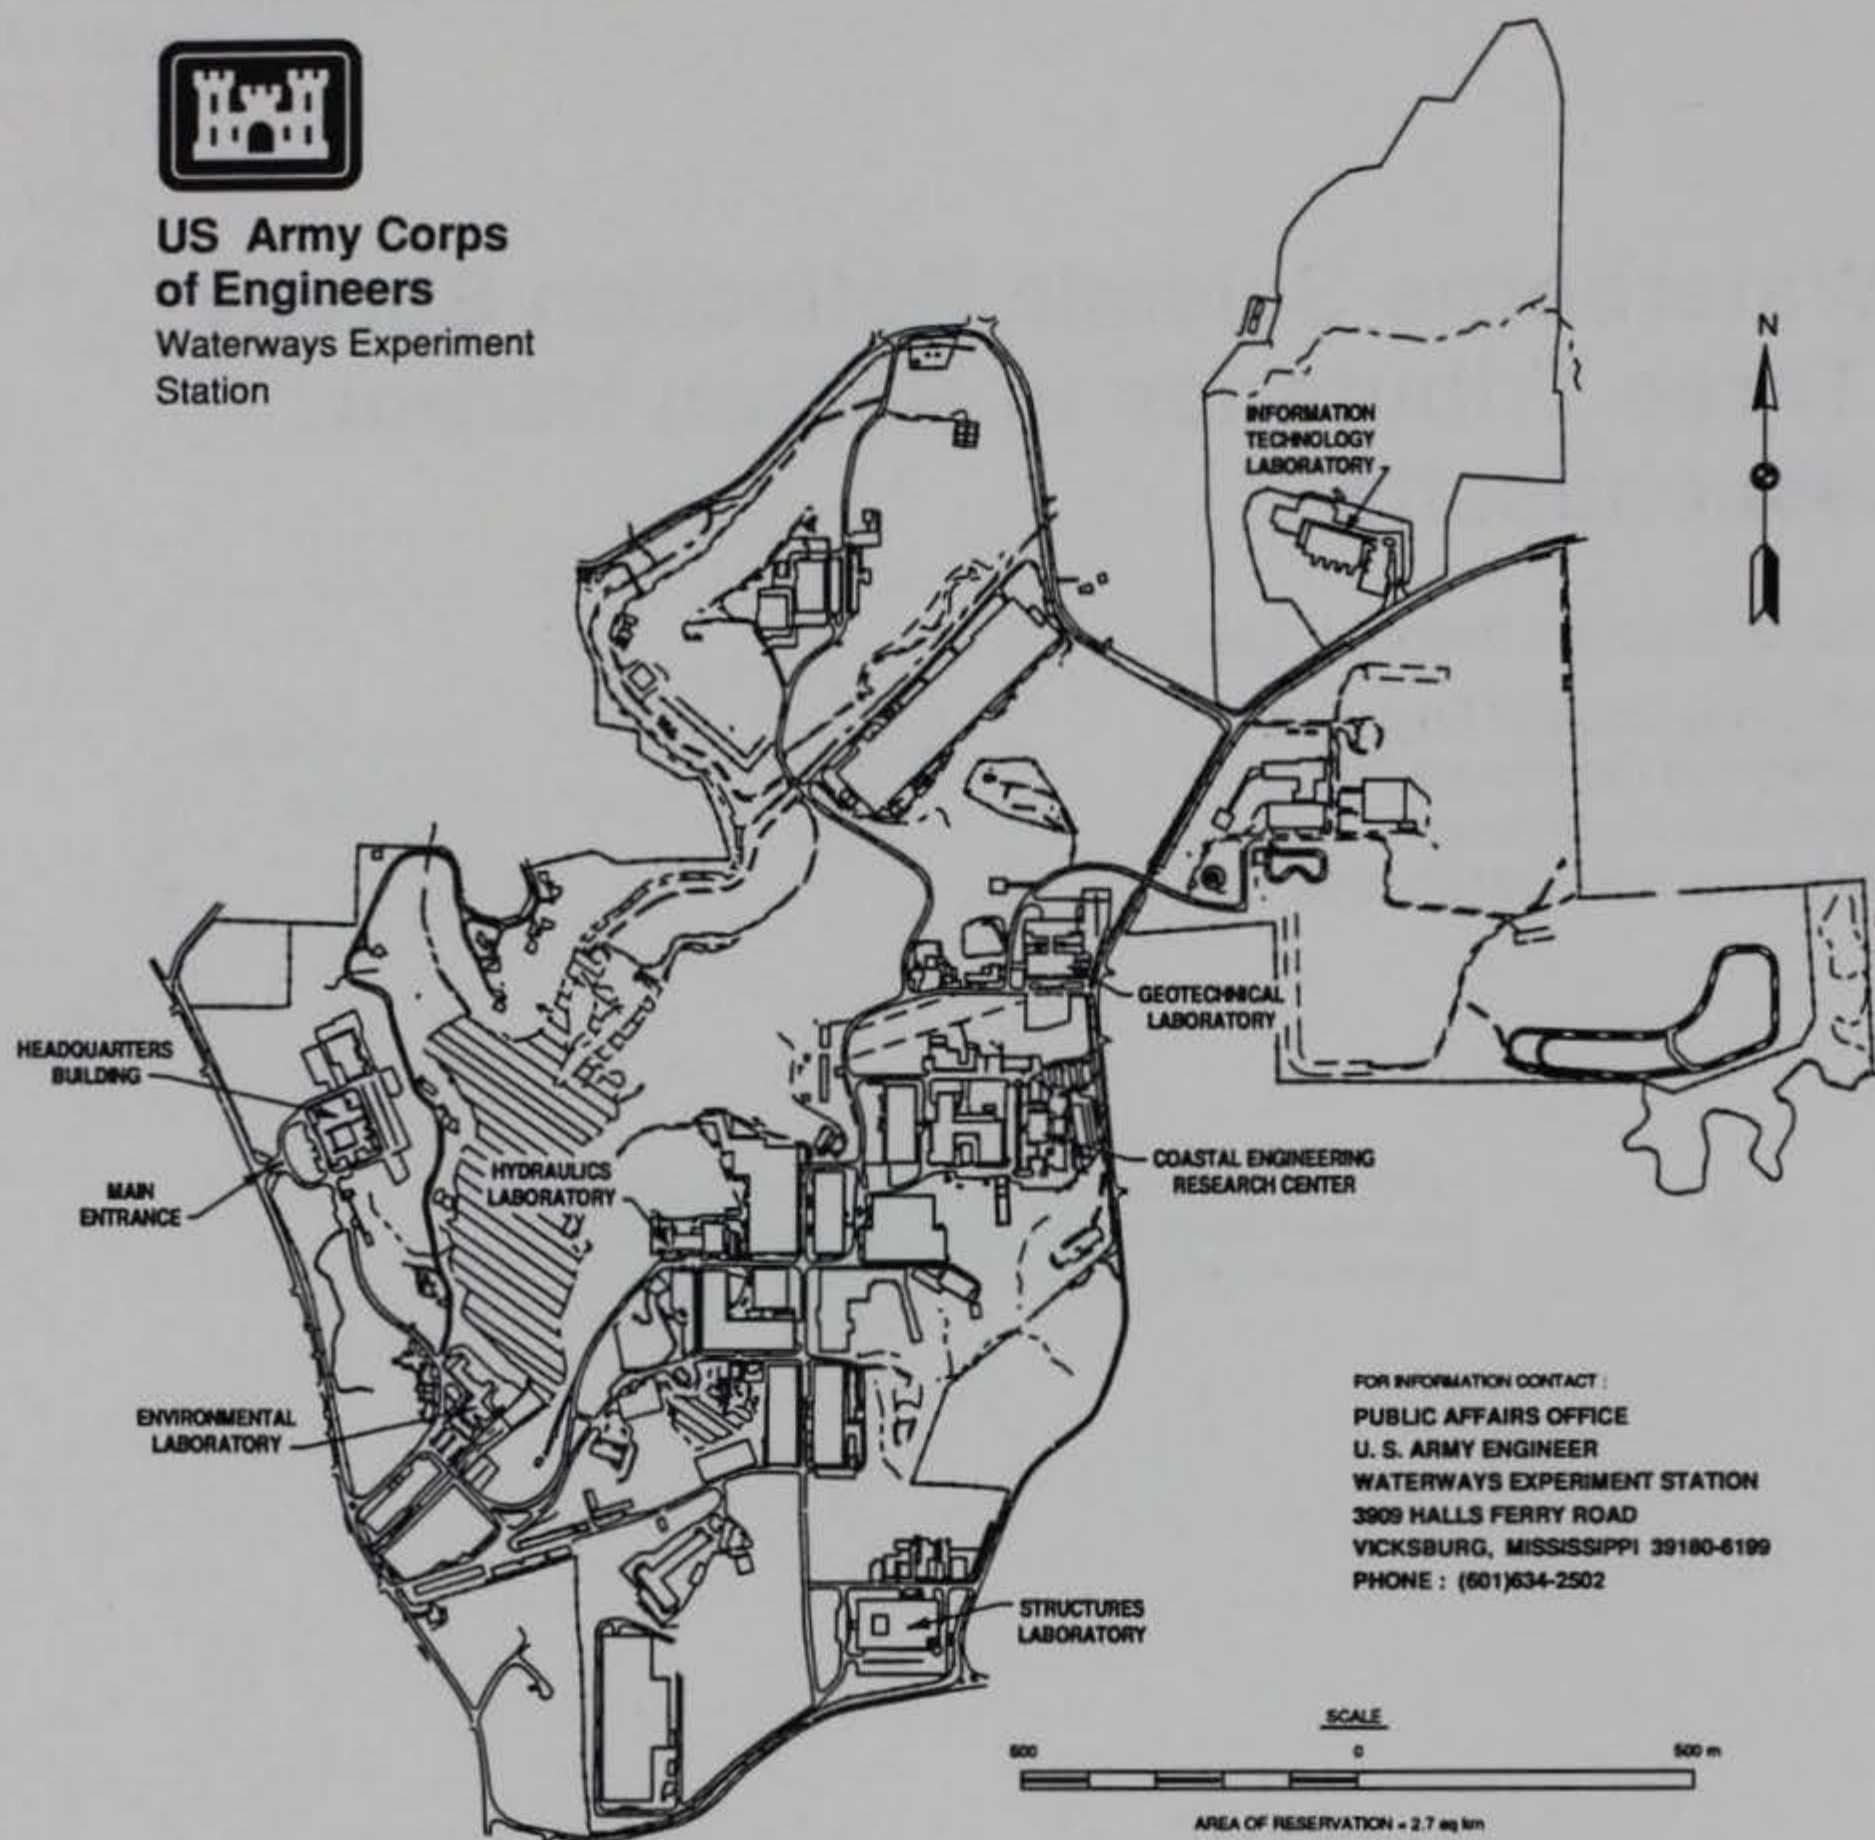 US Army Corps
of Engineers
Waterways Experiment
Station
N
INFORMATION
TECHNOLOGY
LABORATORY
GEOTECHNICAL
LABORATORY
HEADQUARTERS
BUILDING
MAIN
ENTRANCE
HYDRAULICS
LABORATORY
COASTAL ENGINEERING
RESEARCH CENTER
ENVIRONMENTAL
LABORATORY
STRUCTURES
LABORATORY
FOR INFORMATION CONTACT :
PUBLIC AFFAIRS OFFICE
U. S. ARMY ENGINEER
WATERWAYS EXPERIMENT STATION
3909 HALLS FERRY ROAD
VICKSBURG, MISSISSIPPI 39180-6199
PHONE : (601)634-2502
SCALE
500 0 500 m
AREA OF RESERVATION = 2.7 sq km